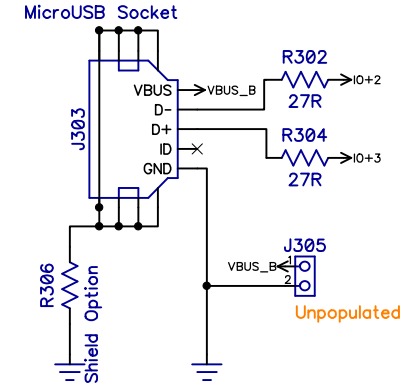 MicroUSB Socket
J303
VBUS
D-
D+
ID
GND
VBUS_B
R302
27R
IO+2
R304
27R
IO+3
J305
VBUS_B
1
2
Unpopulated
R306
Shield Option